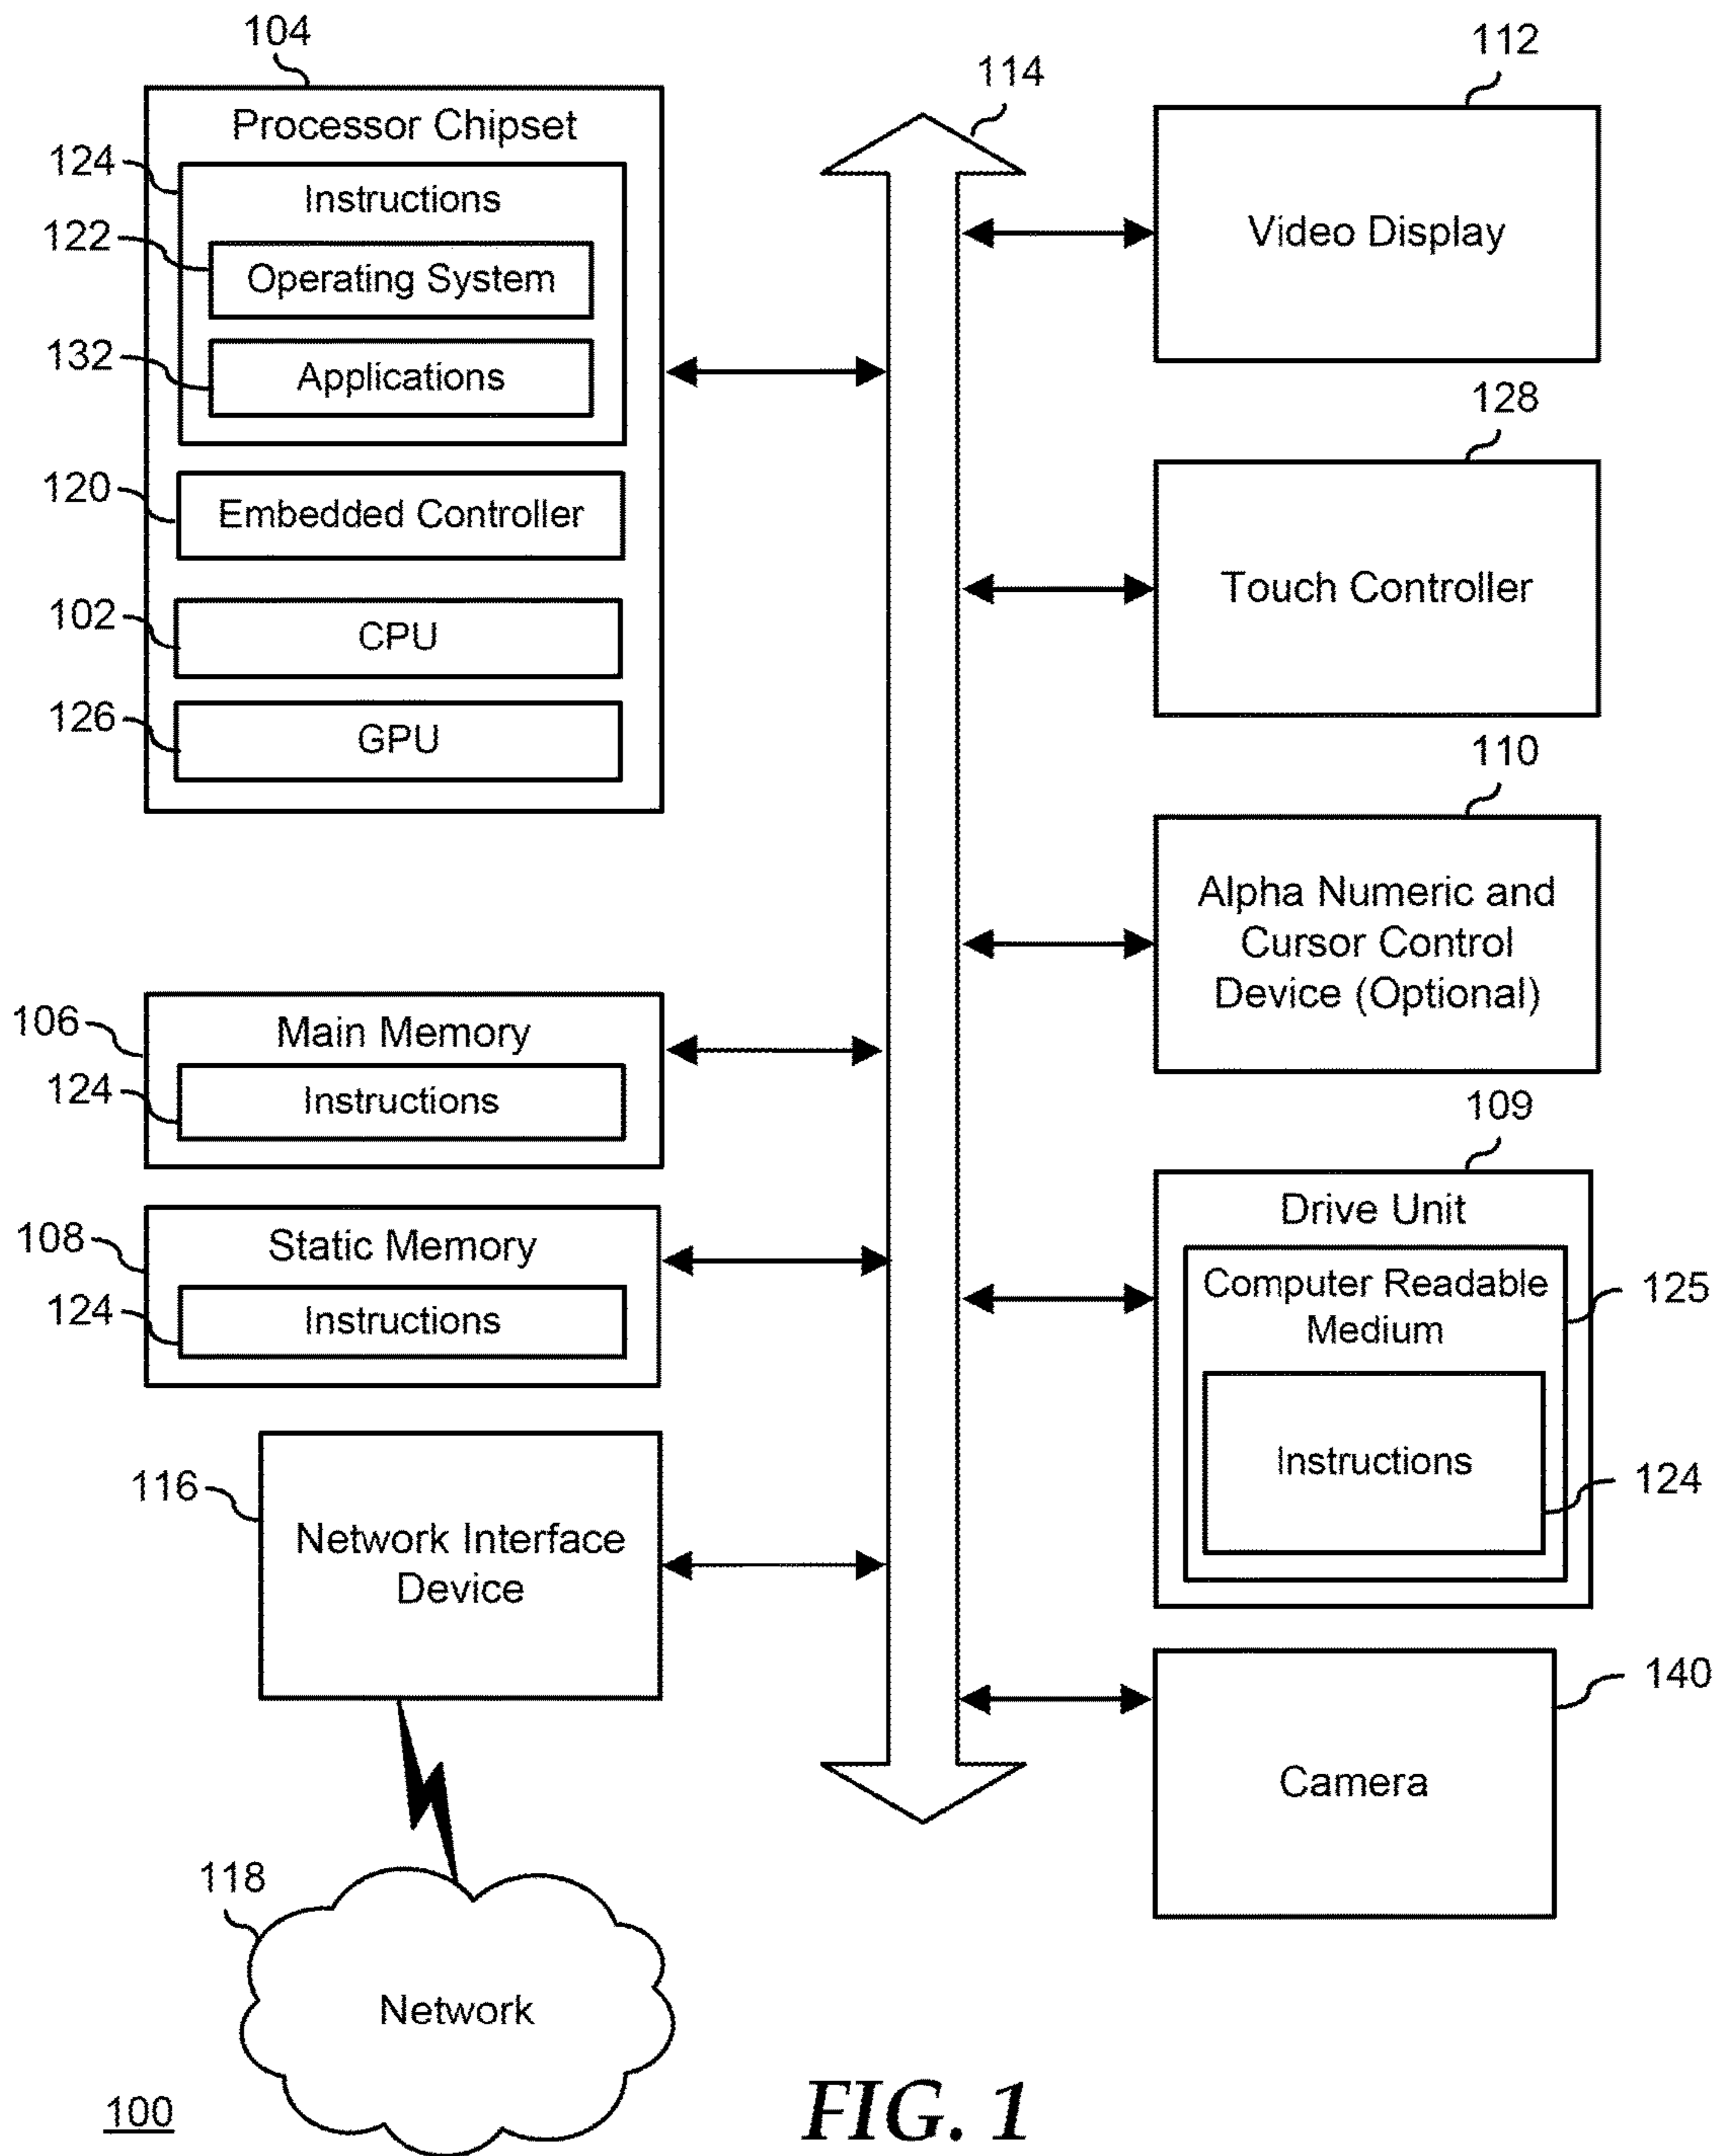 104
Processor Chipset
124
Instructions
122
Operating System
132
Applications
120
Embedded Controller
102
CPU
126
GPU
106
Main Memory
124
Instructions
108
Static Memory
124
Instructions
116
Network Interface
Device
118
Network
100
114
112
Video Display
128
Touch Controller
110
Alpha Numeric and
Cursor Control
Device (Optional)
109
Drive Unit
Computer Readable
Medium
125
Instructions
124
140
Camera
FIG. 1